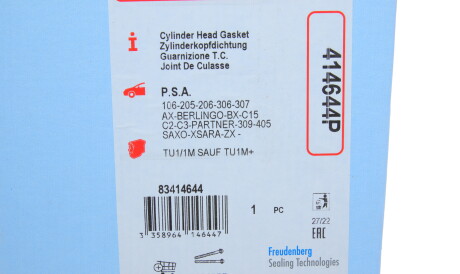 Cylinder Head Gasket
Zylinderkopfdichtung
Guarnizione T.C.
Joint De Culasse
414644P
P.S.A.
106-205-206-306-307
AX-BERLINGO-BX-C15
C2-C3-PARTNER-309-405
SAXO-XSARA-ZX -
TU1/1M SAUF TU1M+
83414644
1 PC
27/22
EAC
3 358964 146447
Freudenberg
Sealing Technologies